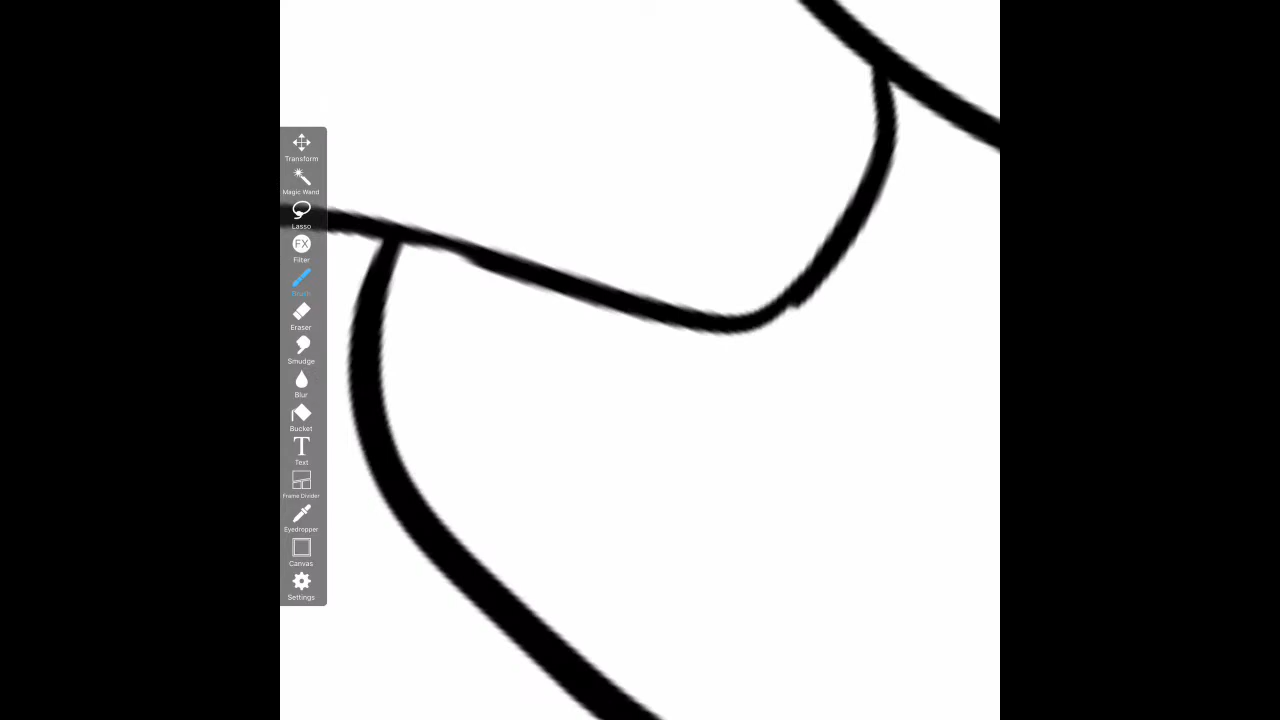 Transform
Magic Wand
Lasso
FX
Filter
Brush
Eraser
Smudge
Blur
Bucket
T
Text
Frame Divider
Eyedropper
Canvas
Settings